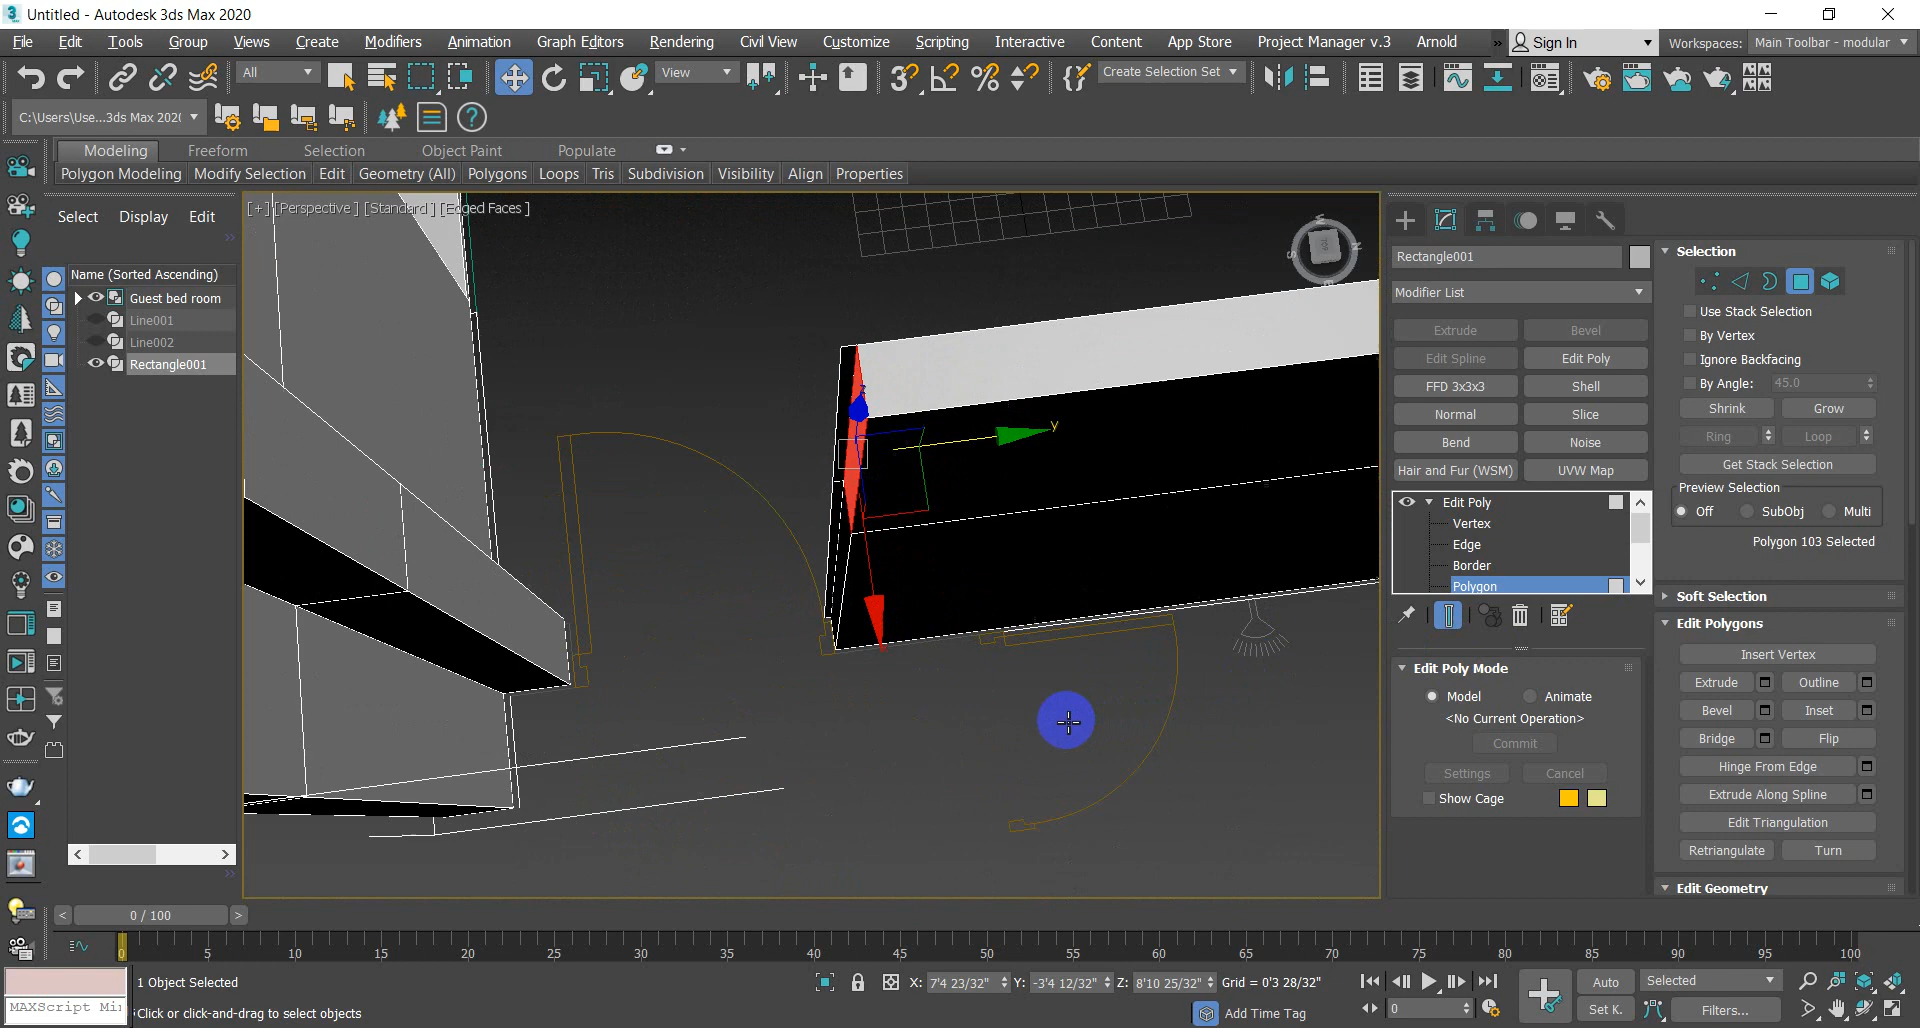 Untitled - Autodesk 3ds Max 2020
File Edit Tools Group Views Create Modifiers Animation Graph Editors Rendering Civil View Customize Scripting Interactive Content App Store Project Manager v.3 Arnold » Sign In Workspaces: Main Toolbar - modular
All View Create Selection Set
C:\Users\Use...3ds Max 202
Modeling Freeform Selection Object Paint Populate
Polygon Modeling Modify Selection Edit Geometry (All) Polygons Loops Tris Subdivision Visibility Align Properties
Select Display Edit
[+] [Perspective ] [Standard ] [Edged Faces ]
Name (Sorted Ascending)
Guest bed room
Line001
Line002
Rectangle001
z
y
Rectangle001
Modifier List
Extrude Bevel
Edit Spline Edit Poly
FFD 3x3x3 Shell
Normal Slice
Bend Noise
Hair and Fur (WSM) UVW Map
Edit Poly
Vertex
Edge
Border
Polygon
Edit Poly Mode
Model Animate
<No Current Operation>
Commit
Settings Cancel
Show Cage
Selection
Use Stack Selection
By Vertex
Ignore Backfacing
By Angle: 45.0
Shrink Grow
Ring Loop
Get Stack Selection
Preview Selection
Off SubObj Multi
Polygon 103 Selected
Soft Selection
Edit Polygons
Insert Vertex
Extrude Outline
Bevel Inset
Bridge Flip
Hinge From Edge
Extrude Along Spline
Edit Triangulation
Retriangulate Turn
Edit Geometry
< 0 / 100 >
0 5 10 15 20 25 30 35 40 45 50 55 60 65 70 75 80 85 90 95 100
1 Object Selected
X: 7'4 23/32" Y: -3'4 12/32" Z: 8'10 25/32" Grid = 0'3 28/32"
Auto Selected
MAXScript Mi
Click or click-and-drag to select objects
Add Time Tag
0
Set K. Filters...